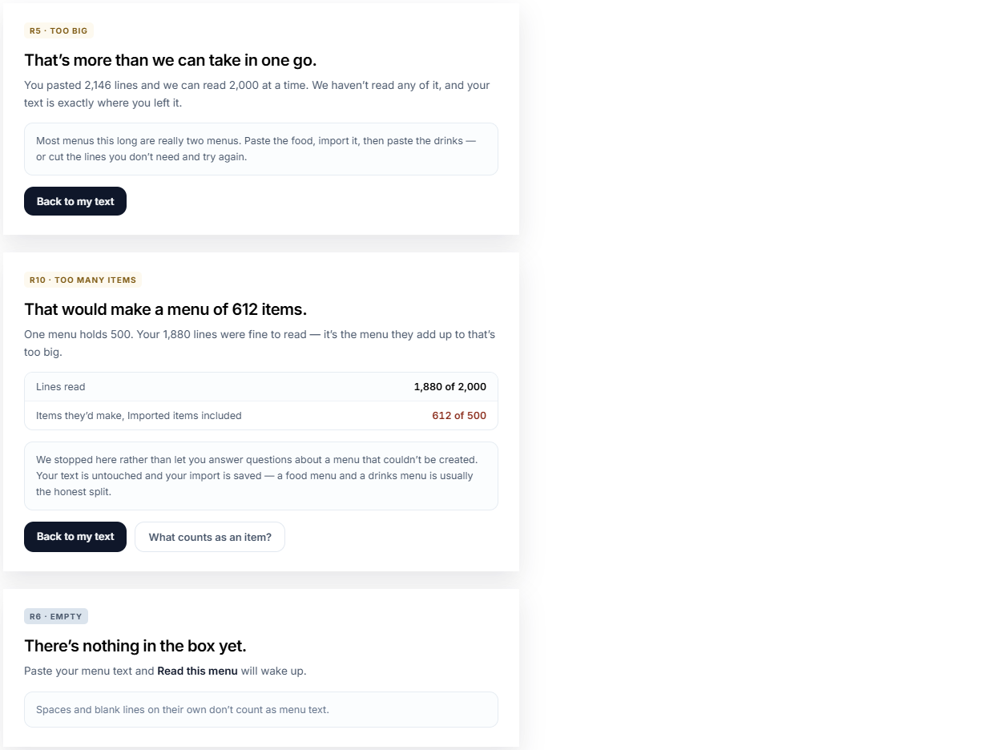 R5 · TOO BIG
That’s more than we can take in one go.
You pasted 2,146 lines and we can read 2,000 at a time. We haven’t read any of it, and your
text is exactly where you left it.
Most menus this long are really two menus. Paste the food, import it, then paste the drinks —
or cut the lines you don’t need and try again.
Back to my text
R10 · TOO MANY ITEMS
That would make a menu of 612 items.
One menu holds 500. Your 1,880 lines were fine to read — it’s the menu they add up to that’s
too big.
Lines read 1,880 of 2,000
Items they’d make, Imported items included 612 of 500
We stopped here rather than let you answer questions about a menu that couldn’t be created.
Your text is untouched and your import is saved — a food menu and a drinks menu is usually
the honest split.
Back to my text What counts as an item?
R6 · EMPTY
There’s nothing in the box yet.
Paste your menu text and Read this menu will wake up.
Spaces and blank lines on their own don’t count as menu text.